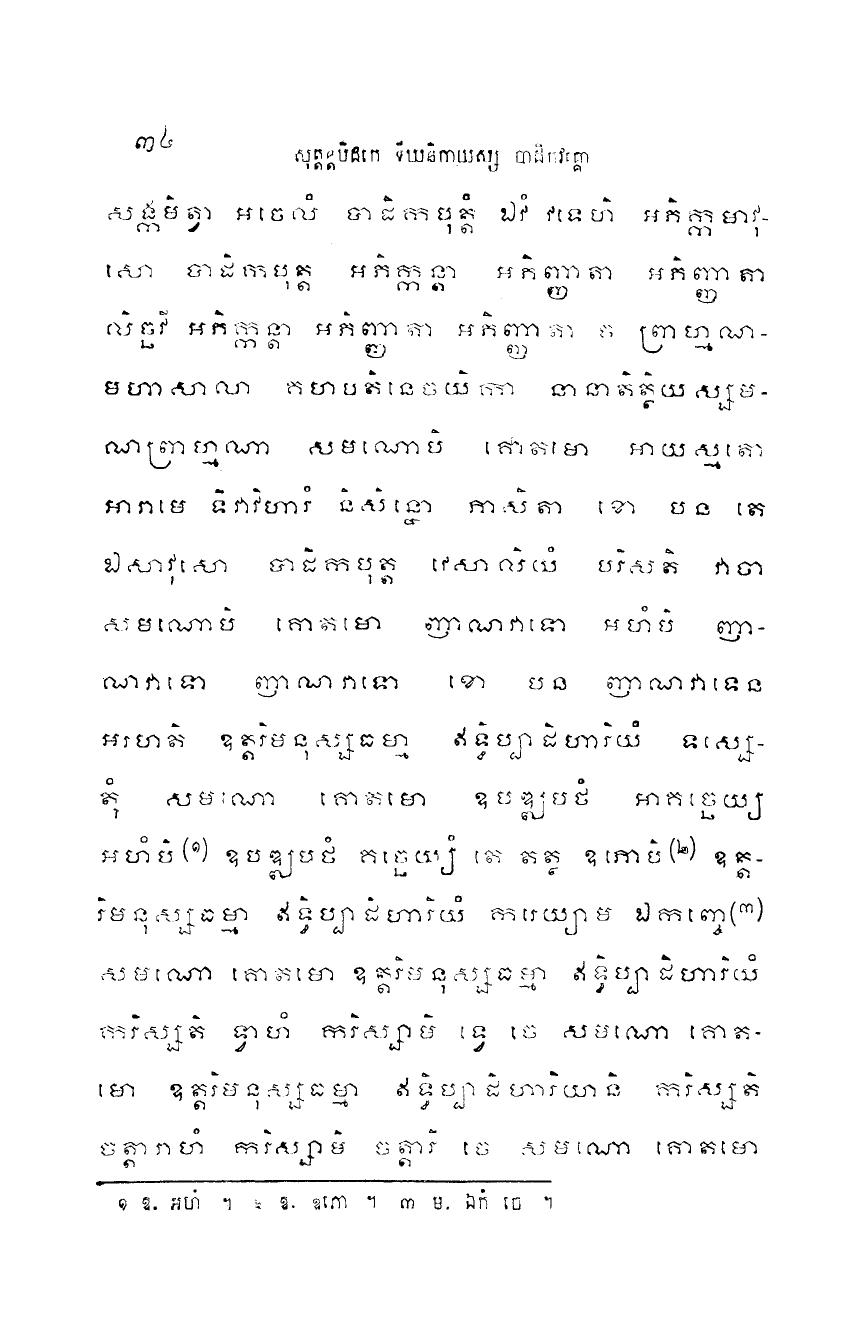 ៣៤
សុត្តន្តបិដកេ ទីឃនិកាយស្ស បាដិកវគ្គោ
សង្កមិត្វា អចេលំ បាដិកបុត្តំ ឯវំ វទេហិ អភិក្កមាវុ-
សោ បាដិកបុត្ត អភិក្កន្តា អភិញ្ញាតា អភិញ្ញាតា
លិច្ឆវី អភិក្កន្តា អភិញ្ញាតា អភិញ្ញាតា ច ព្រាហ្មណ-
មហាសាលា គហបតិនេចយិកា នានាតិត្ថិយស្សម-
ណព្រាហ្មណា សមណោបិ គោតមោ អាយស្មតោ
អារាមេ ទិវាវិហារំ និសិន្នោ ភាសិតា ខោ បន តេ
ឯសាវុសោ បាដិកបុត្ត វេសាលិយំ បរិសតិ វាចា
សមណោបិ គោតមោ ញាណវាទោ អហំបិ ញា-
ណវាទោ ញាណវាទោ ខោ បន ញាណវាទេន
អរហតិ ឧត្តរិមនុស្សធម្មា ឥទ្ធិប្បាដិហារិយំ ទស្សេ-
តុំ សមណោ គោតមោ ឧបឌ្ឍបថំ អាគច្ឆេយ្យ
អហំបិ(១) ឧបឌ្ឍបថំ គច្ឆេយ្យំ តេ តត្ថ ឧភោបិ(២) ឧត្ត-
រិមនុស្សធម្មា ឥទ្ធិប្បាដិហារិយំ ករេយ្យាម ឯកញ្ចេ(៣)
សមណោ គោតមោ ឧត្តរិមនុស្សធម្មា ឥទ្ធិប្បាដិហារិយំ
ករិស្សតិ ទ្វាហំ ករិស្សាមិ ទ្វេ ចេ សមណោ គោត-
មោ ឧត្តរិមនុស្សធម្មា ឥទ្ធិប្បាដិហារិយានិ ករិស្សតិ
ចត្តារាហំ ករិស្សាមិ ចត្តារិ ចេ សមណោ គោតមោ
១ ឧ. អហំ ។ ២ ឧ. ឧភោ ។ ៣ ម. ឯកំ ចេ ។